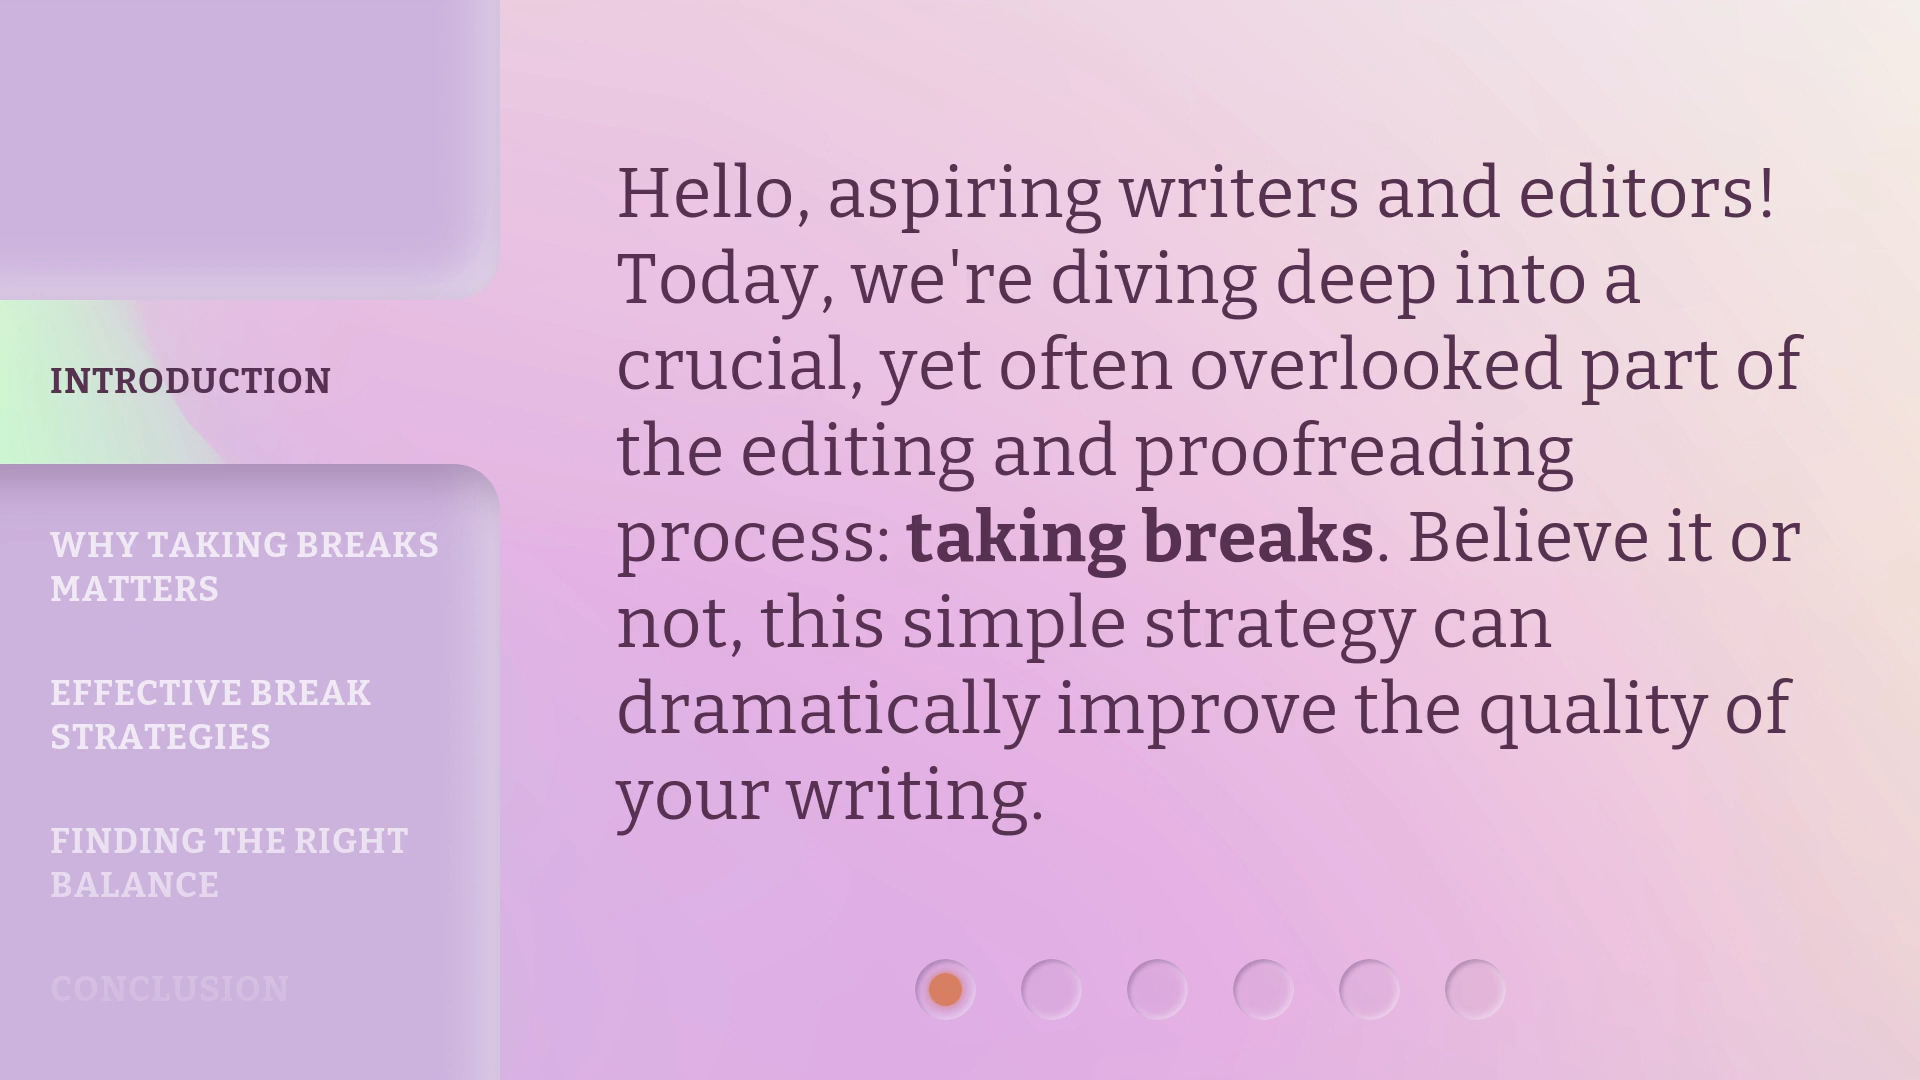 INTRODUCTION
WHY TAKING BREAKS
MATTERS
EFFECTIVE BREAK
STRATEGIES
FINDING THE RIGHT
BALANCE
CONCLUSION
Hello, aspiring writers and editors!
Today, we're diving deep into a
crucial, yet often overlooked part of
the editing and proofreading
process: taking breaks. Believe it or
not, this simple strategy can
dramatically improve the quality of
your writing.